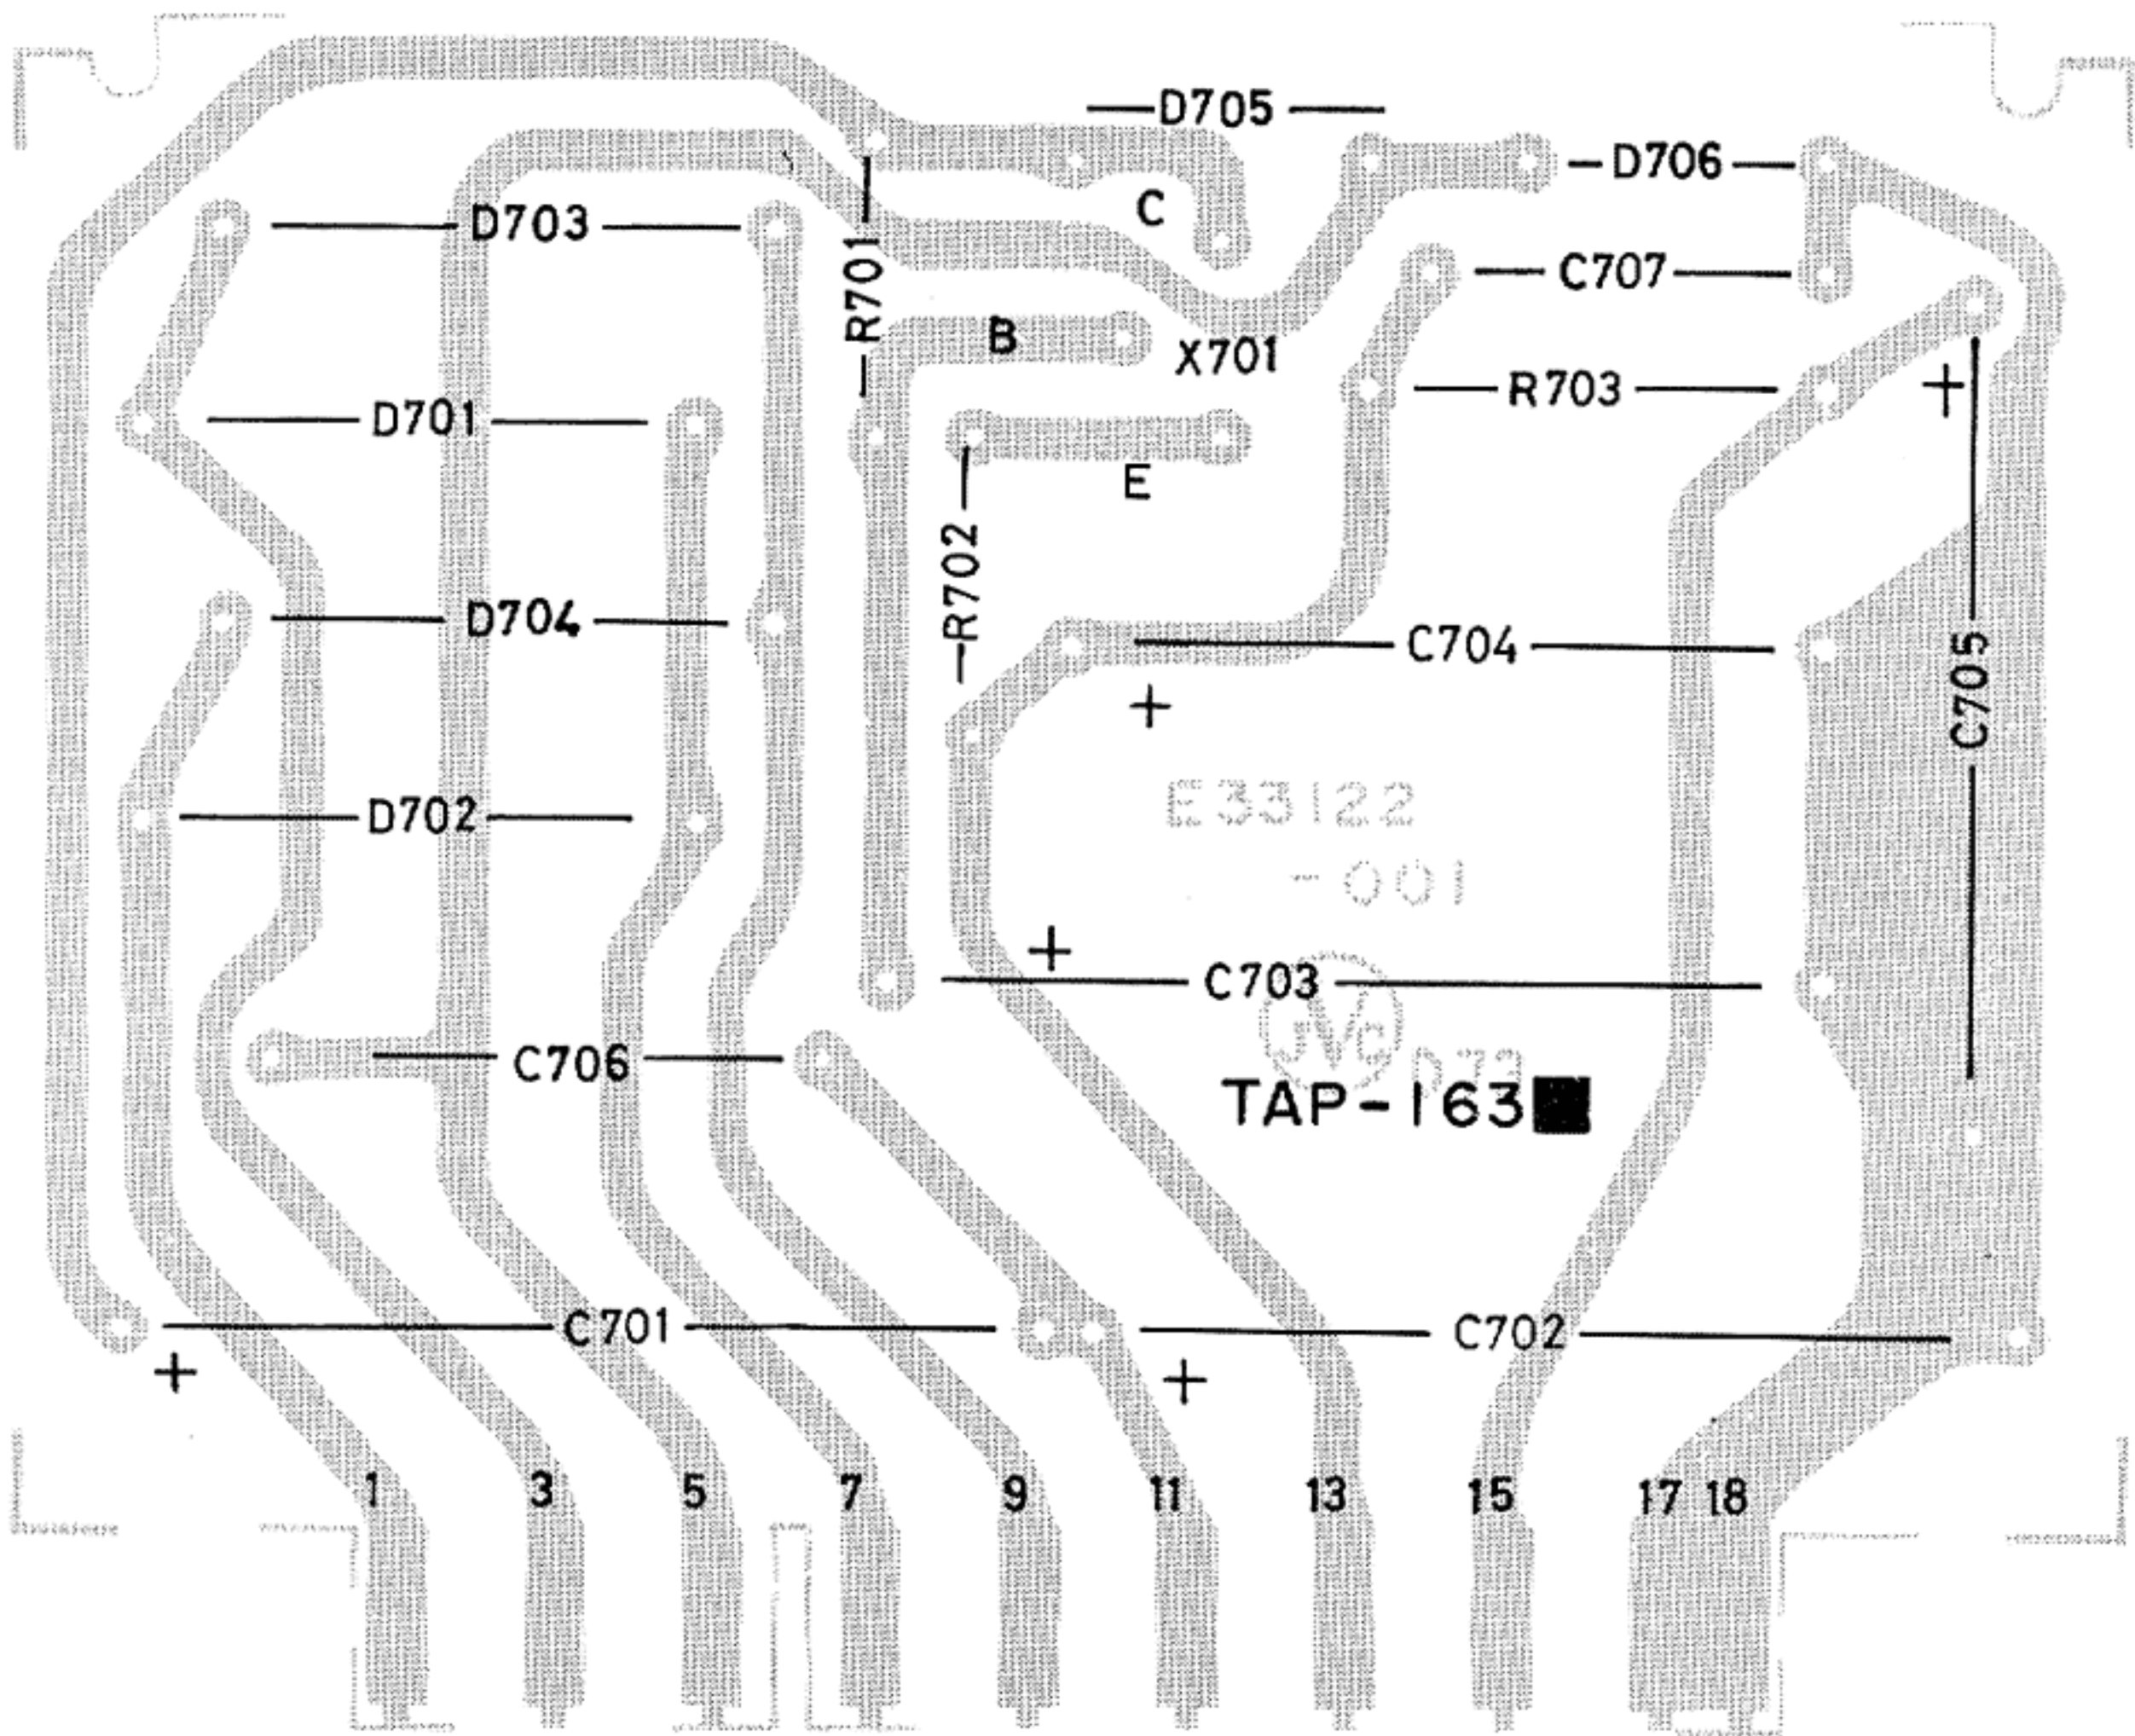 D705
D706
C
D703
R701
C707
B
X701
R703
+
D701
E
R702
D704
C704
C705
+
E33122
D702
-001
+
C703
JVC
C706
TAP-163■
C701
C702
+
+
1 3 5 7 9 11 13 15 17 18